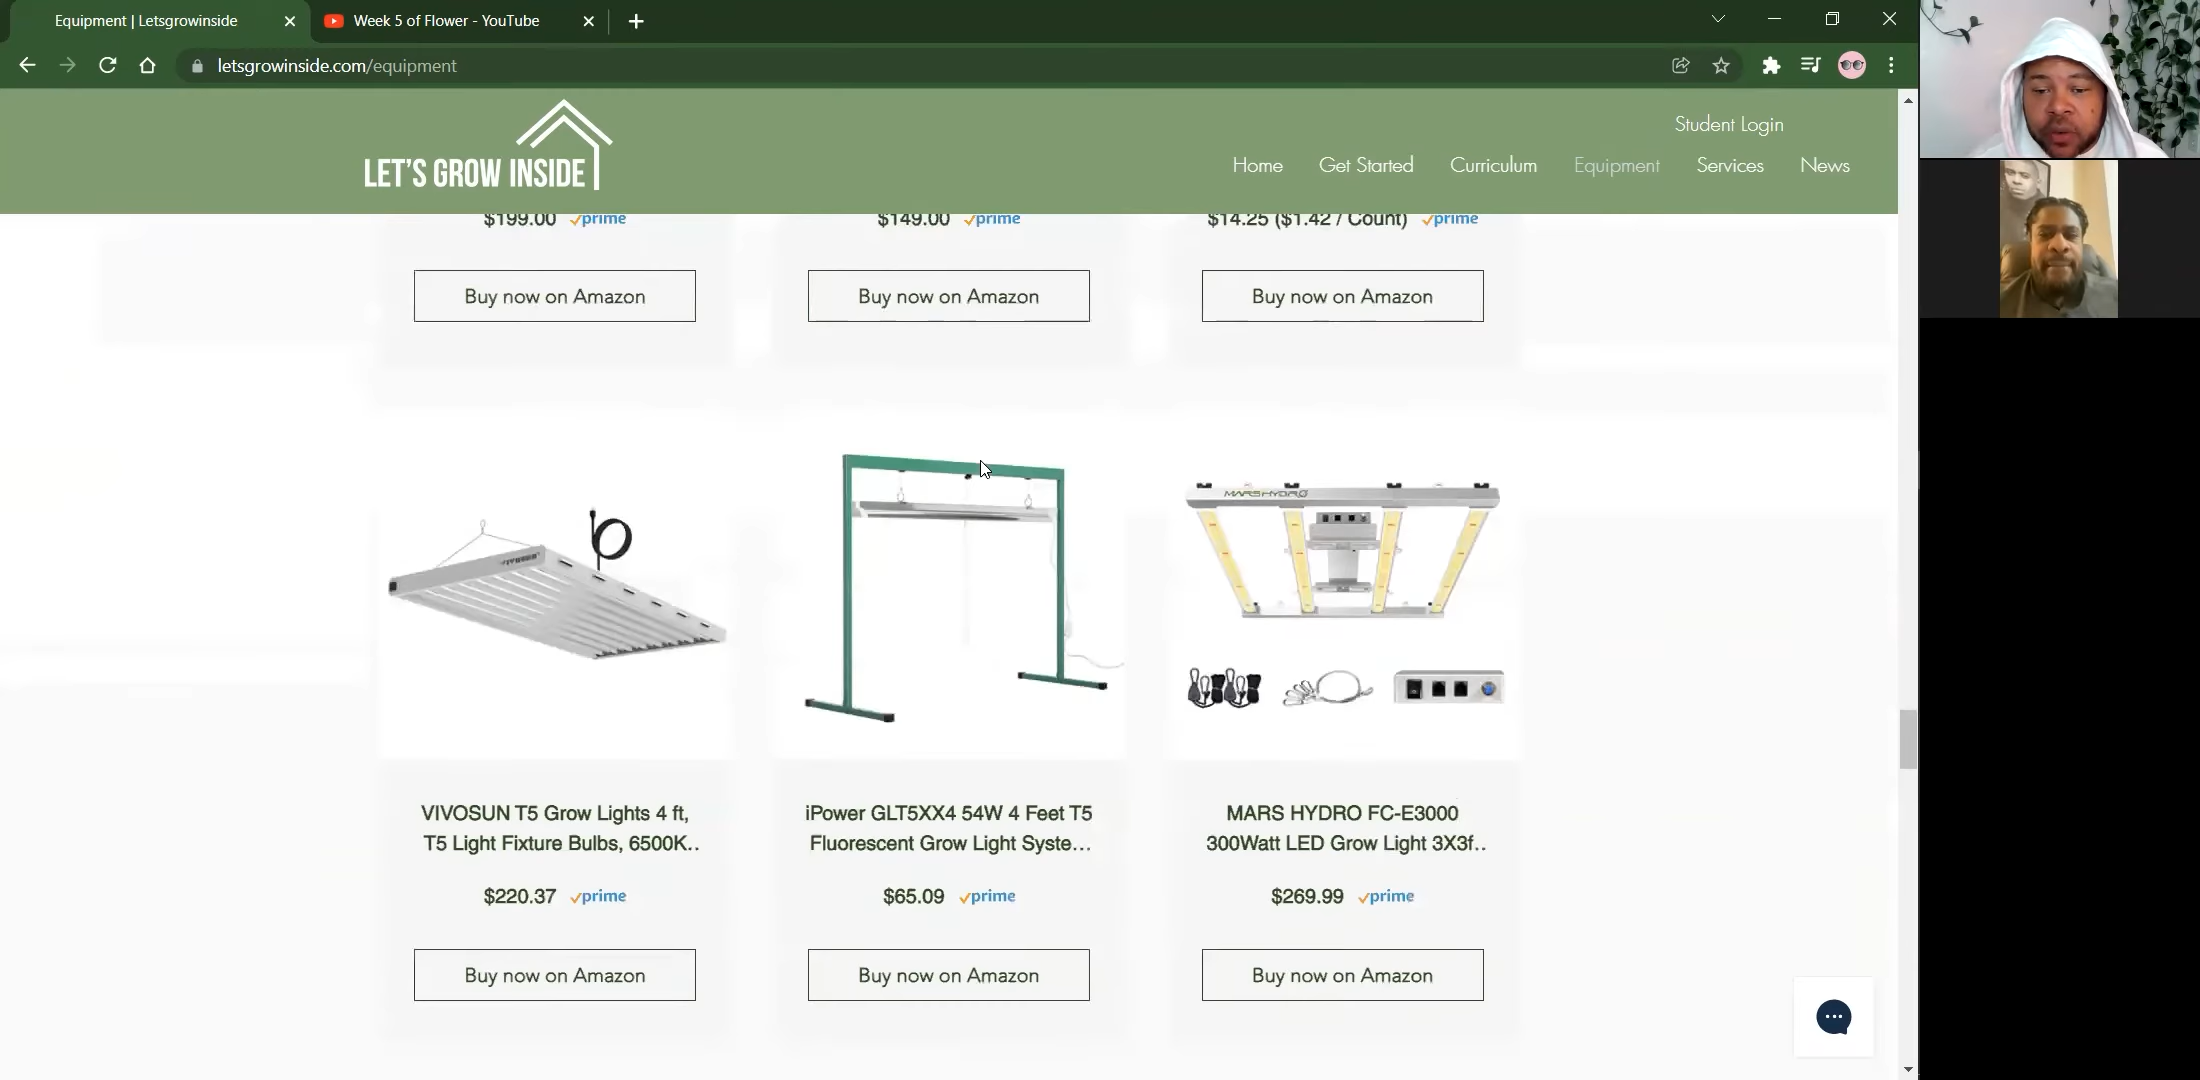 Equipment | Letsgrowinside
Week 5 of Flower - YouTube
letsgrowinside.com/equipment
LET'S GROW INSIDE
Student Login
Home Get Started Curriculum Equipment Services News
$199.00 prime
$149.00 prime
$14.25 ($1.42 / Count) prime
Buy now on Amazon
Buy now on Amazon
Buy now on Amazon
VIVOSUN
MARS HYDRO
VIVOSUN T5 Grow Lights 4 ft,
T5 Light Fixture Bulbs, 6500K..
$220.37 prime
Buy now on Amazon
iPower GLT5XX4 54W 4 Feet T5
Fluorescent Grow Light Syste...
$65.09 prime
Buy now on Amazon
MARS HYDRO FC-E3000
300Watt LED Grow Light 3X3f..
$269.99 prime
Buy now on Amazon